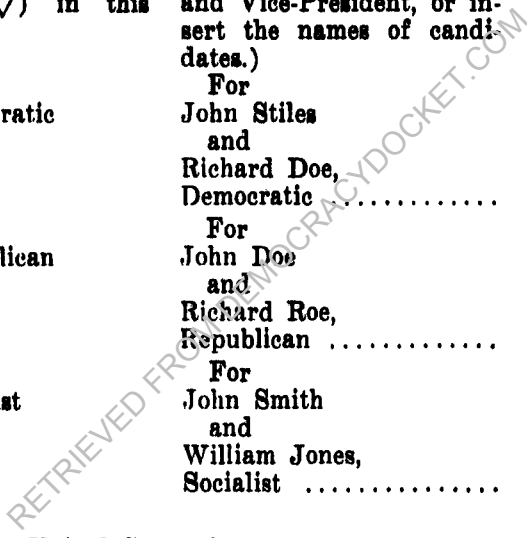 √) in this and Vice-President, or in-
sert the names of candi-
dates.)
For
ratic John Stiles
and
Richard Doe,
Democratic .............
For
lican John Doe
and
Richard Roe,
Republican .............
For
st John Smith
and
William Jones,
Socialist ...............
RETRIEVED FROM DEMOCRACYDOCKET.COM